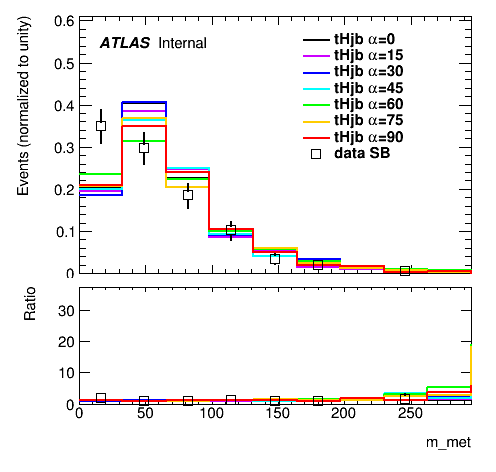 0.6
ATLAS Internal
Events (normalized to unity)
tHjb α=0
tHjb α=15
tHjb α=30
tHjb α=45
tHjb α=60
tHjb α=75
tHjb α=90
data SB
0.5
0.4
0.3
0.2
0.1
0
Ratio
30
20
10
0
0 50 100 150 200 250
m_met